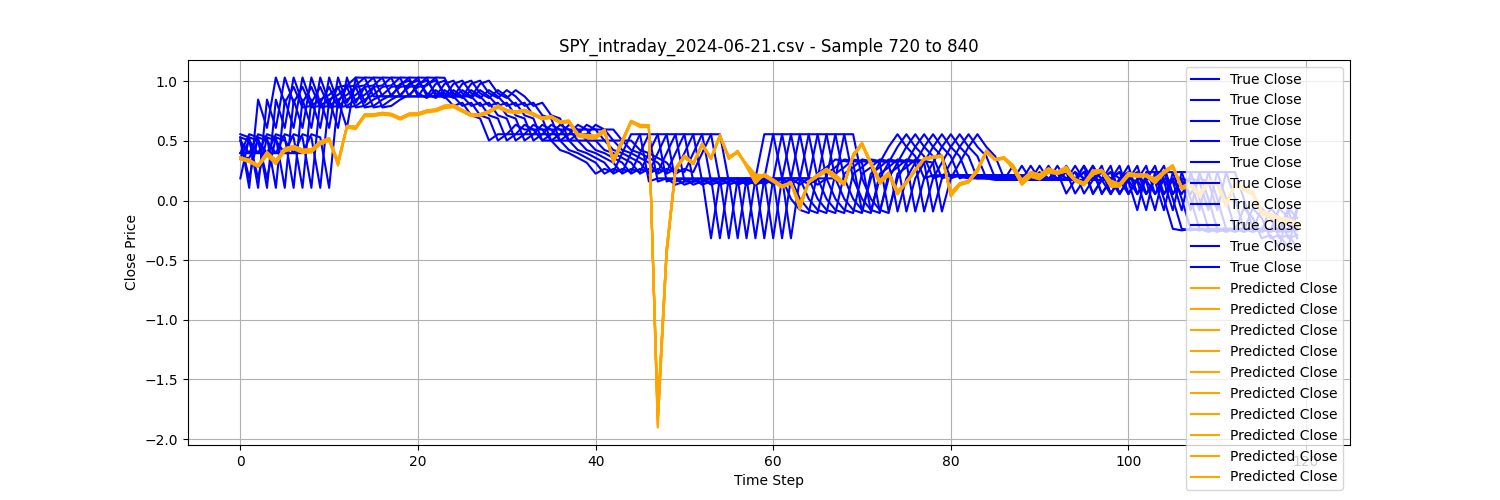 SPY_intraday_2024-06-21.csv - Sample 720 to 840
Close Price
1.0
0.5
0.0
−0.5
−1.0
−1.5
−2.0
0
20
40
60
80
100
120
Time Step
True Close
True Close
True Close
True Close
True Close
True Close
True Close
True Close
True Close
True Close
Predicted Close
Predicted Close
Predicted Close
Predicted Close
Predicted Close
Predicted Close
Predicted Close
Predicted Close
Predicted Close
Predicted Close